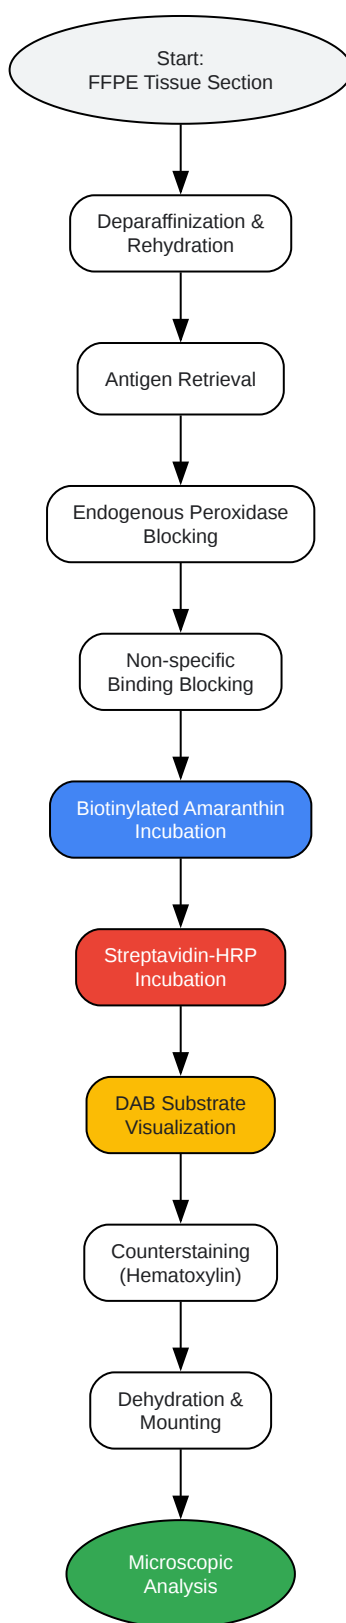 Start:
FFPE Tissue Section
Deparaffinization &
Rehydration
Antigen Retrieval
Endogenous Peroxidase
Blocking
Non-specific
Binding Blocking
Biotinylated Amaranthin
Incubation
Streptavidin-HRP
Incubation
DAB Substrate
Visualization
Counterstaining
(Hematoxylin)
Dehydration &
Mounting
Microscopic
Analysis